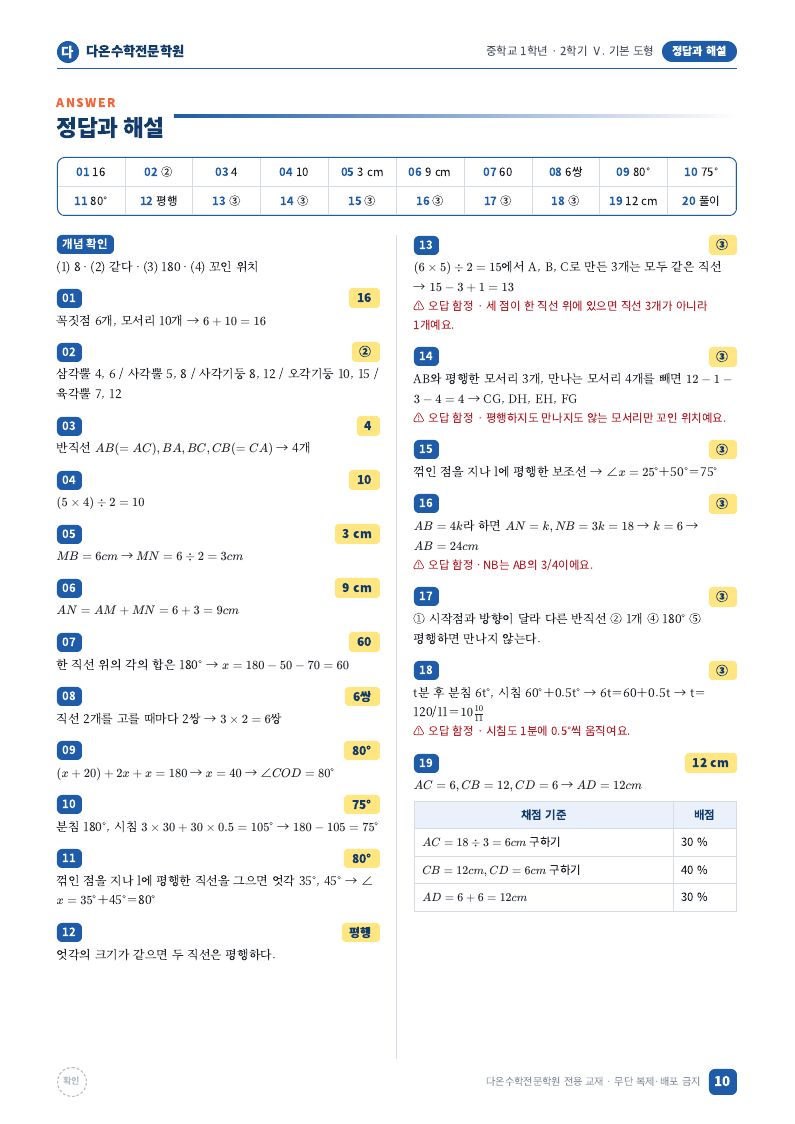 다 다온수학전문학원
중학교 1학년 · 2학기 Ⅴ. 기본 도형 정답과 해설
ANSWER
정답과 해설
01 16 02 ② 03 4 04 10 05 3 cm 06 9 cm 07 60 08 6쌍 09 80° 10 75°
11 80° 12 평행 13 ③ 14 ③ 15 ③ 16 ③ 17 ③ 18 ③ 19 12 cm 20 풀이
개념 확인
(1) 8 · (2) 같다 · (3) 180 · (4) 꼬인 위치
01 16
꼭짓점 6개, 모서리 10개 → 6 + 10 = 16
02 ②
삼각뿔 4, 6 / 사각뿔 5, 8 / 사각기둥 8, 12 / 오각기둥 10, 15 /
육각뿔 7, 12
03 4
반직선 AB(= AC), BA, BC, CB(= CA) → 4개
04 10
(5 × 4) ÷ 2 = 10
05 3 cm
MB = 6cm → MN = 6 ÷ 2 = 3cm
06 9 cm
AN = AM + MN = 6 + 3 = 9cm
07 60
한 직선 위의 각의 합은 180° → x = 180 − 50 − 70 = 60
08 6쌍
직선 2개를 고를 때마다 2쌍 → 3 × 2 = 6쌍
09 80°
(x + 20) + 2x + x = 180 → x = 40 → ∠COD = 80°
10 75°
분침 180°, 시침 3 × 30 + 30 × 0.5 = 105° → 180 − 105 = 75°
11 80°
꺾인 점을 지나 l에 평행한 직선을 그으면 엇각 35°, 45° → ∠
x = 35°+45°=80°
12 평행
엇각의 크기가 같으면 두 직선은 평행하다.
13 ③
(6 × 5) ÷ 2 = 15에서 A, B, C로 만든 3개는 모두 같은 직선
→ 15 − 3 + 1 = 13
⚠ 오답 함정 · 세 점이 한 직선 위에 있으면 직선 3개가 아니라
1개예요.
14 ③
AB와 평행한 모서리 3개, 만나는 모서리 4개를 빼면 12 − 1 −
3 − 4 = 4 → CG, DH, EH, FG
⚠ 오답 함정 · 평행하지도 만나지도 않는 모서리만 꼬인 위치예요.
15 ③
꺾인 점을 지나 l에 평행한 보조선 → ∠x = 25°+50°=75°
16 ③
AB = 4k라 하면 AN = k, NB = 3k = 18 → k = 6 →
AB = 24cm
⚠ 오답 함정 · NB는 AB의 3/4이에요.
17 ③
① 시작점과 방향이 달라 다른 반직선 ② 1개 ④ 180° ⑤
평행하면 만나지 않는다.
18 ③
t분 후 분침 6t°, 시침 60°+0.5t° → 6t=60+0.5t → t=
120/11=10 10/11
⚠ 오답 함정 · 시침도 1분에 0.5°씩 움직여요.
19 12 cm
AC = 6, CB = 12, CD = 6 → AD = 12cm
채점 기준 배점
AC = 18 ÷ 3 = 6cm 구하기 30 %
CB = 12cm, CD = 6cm 구하기 40 %
AD = 6 + 6 = 12cm 30 %
확인
다온수학전문학원 전용 교재 · 무단 복제·배포 금지 10